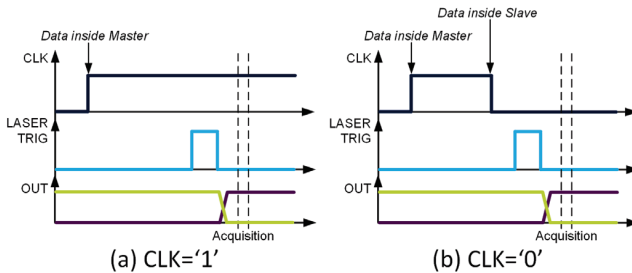 Data inside Master
CLK
LASER
TRIG
OUT
Acquisition
(a) CLK=‘1’
Data inside Slave
Data inside Master
CLK
LASER
TRIG
OUT
Acquisition
(b) CLK=‘0’